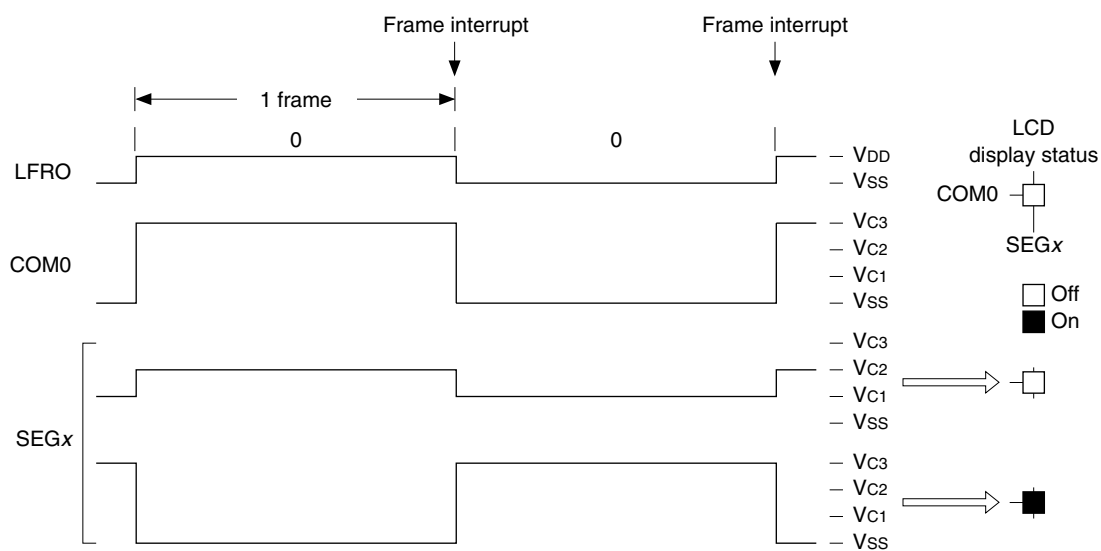 Frame interrupt Frame interrupt
1 frame
0 0
LFRO
VDD
VSS
LCD
display status
COM0
SEGx
COM0
VC3
VC2
VC1
VSS
Off
On
SEGx
VC3
VC2
VC1
VSS
VC3
VC2
VC1
VSS